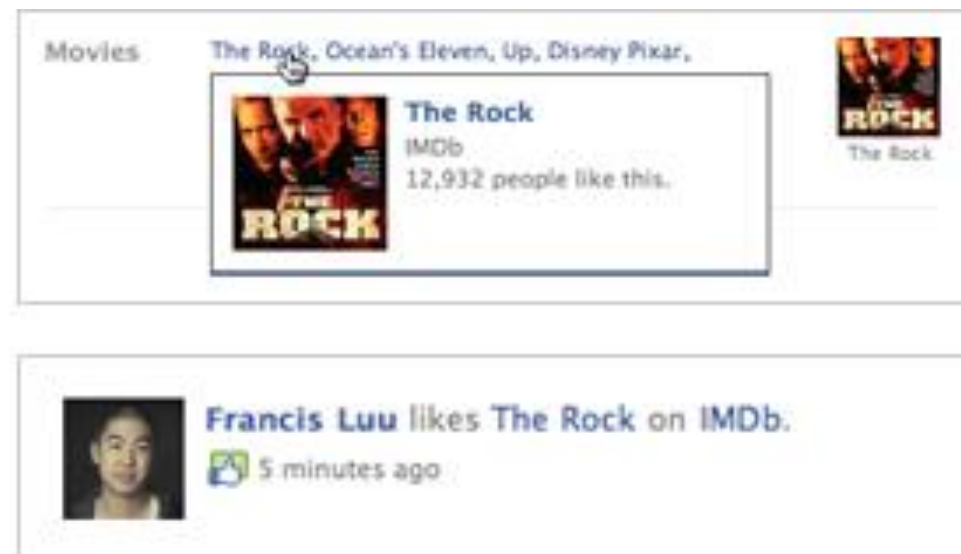 Movies The Rock, Ocean's Eleven, Up, Disney Pixar,
The Rock
IMDb
12,932 people like this.
THE
ROCK
THE
ROCK
The Rock
Francis Luu likes The Rock on IMDb.
5 minutes ago